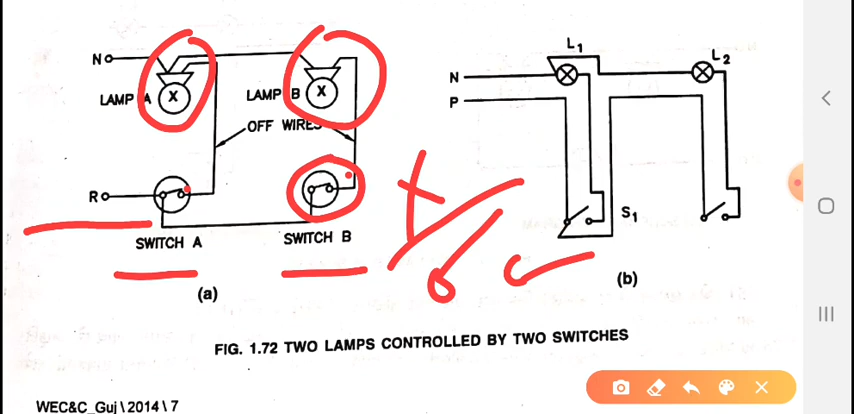 N
LAMP A X
LAMP B X
OFF WIRES
R
SWITCH A
SWITCH B
(a)
L1
L2
N
P
S1
(b)
FIG. 1.72 TWO LAMPS CONTROLLED BY TWO SWITCHES
WEC&C_Guj\2014\7